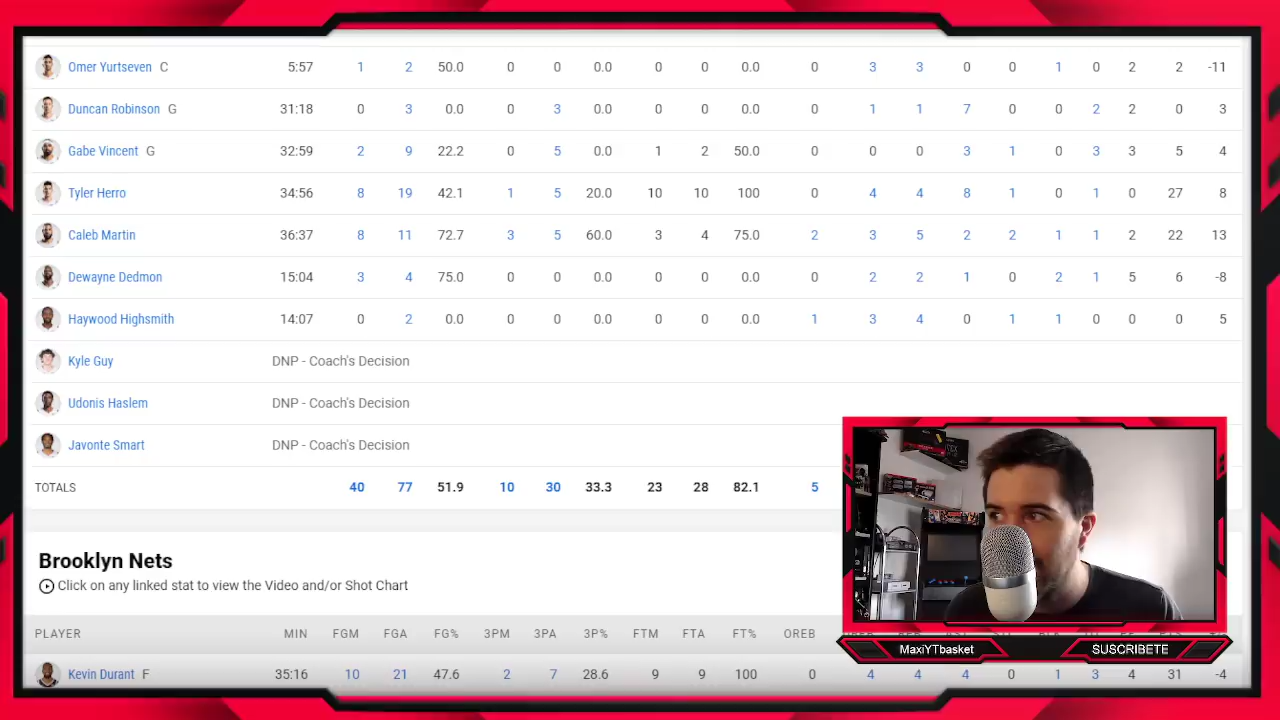 Omer Yurtseven C 5:57 1 2 50.0 0 0 0.0 0 0 0.0 0 3 3 0 0 1 0 2 2 -11
Duncan Robinson G 31:18 0 3 0.0 0 3 0.0 0 0 0.0 0 1 1 7 0 0 2 2 0 3
Gabe Vincent G 32:59 2 9 22.2 0 5 0.0 1 2 50.0 0 0 0 3 1 0 3 3 5 4
Tyler Herro 34:56 8 19 42.1 1 5 20.0 10 10 100 0 4 4 8 1 0 1 0 27 8
Caleb Martin 36:37 8 11 72.7 3 5 60.0 3 4 75.0 2 3 5 2 2 1 1 2 22 13
Dewayne Dedmon 15:04 3 4 75.0 0 0 0.0 0 0 0.0 0 2 2 1 0 2 1 5 6 -8
Haywood Highsmith 14:07 0 2 0.0 0 0 0.0 0 0 0.0 1 3 4 0 1 1 0 0 0 5
Kyle Guy DNP - Coach's Decision
Udonis Haslem DNP - Coach's Decision
Javonte Smart DNP - Coach's Decision
TOTALS 40 77 51.9 10 30 33.3 23 28 82.1 5
Brooklyn Nets
Click on any linked stat to view the Video and/or Shot Chart
PLAYER MIN FGM FGA FG% 3PM 3PA 3P% FTM FTA FT% OREB
MaxiYTbasket SUSCRIBETE
Kevin Durant F 35:16 10 21 47.6 2 7 28.6 9 9 100 0 4 4 4 0 1 3 4 31 -4